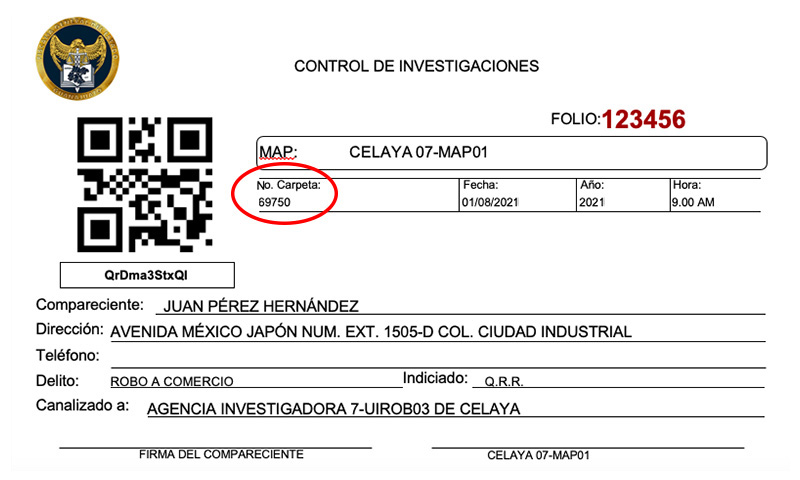 CONTROL DE INVESTIGACIONES
FOLIO:123456
MAP: CELAYA 07-MAP01
No. Carpeta: Fecha: Año: Hora:
69750 01/08/2021 2021 9.00 AM
QrDma3StxQI
Compareciente: JUAN PÉREZ HERNÁNDEZ
Dirección: AVENIDA MÉXICO JAPÓN NUM. EXT. 1505-D COL. CIUDAD INDUSTRIAL
Teléfono:
Delito: ROBO A COMERCIO Indiciado: Q.R.R.
Canalizado a: AGENCIA INVESTIGADORA 7-UIROB03 DE CELAYA
FIRMA DEL COMPARECIENTE CELAYA 07-MAP01